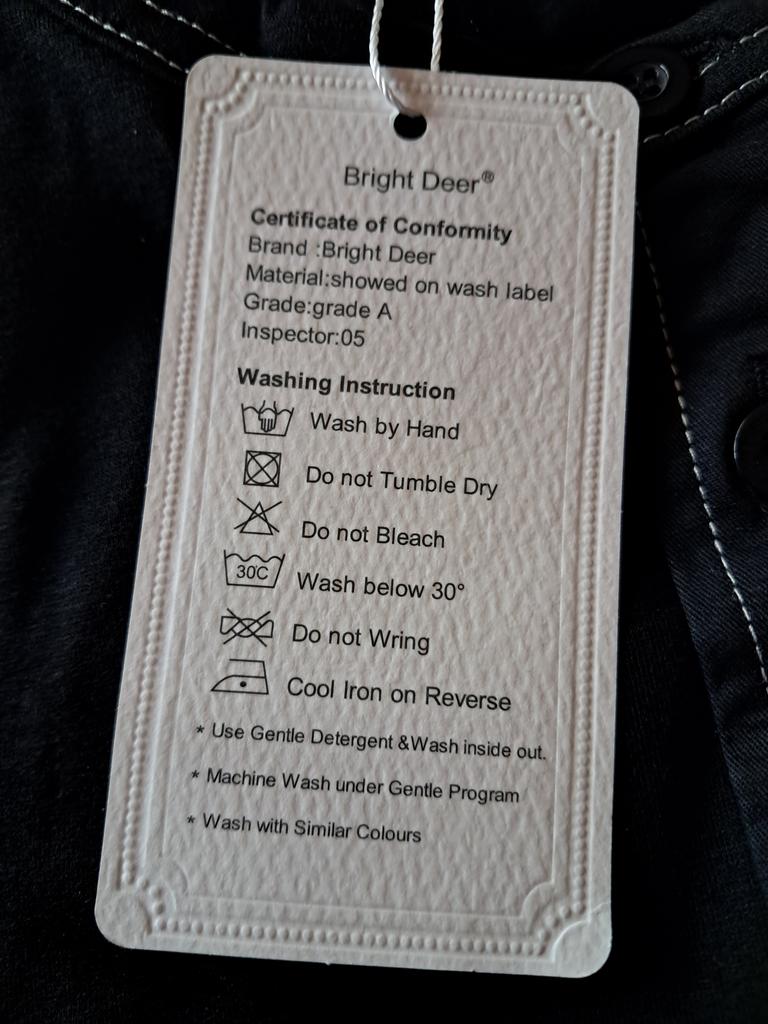 Bright Deer®
Certificate of Conformity
Brand :Bright Deer
Material:showed on wash label
Grade:grade A
Inspector:05
Washing Instruction
Wash by Hand
Do not Tumble Dry
Do not Bleach
30C Wash below 30°
Do not Wring
Cool Iron on Reverse
* Use Gentle Detergent &Wash inside out.
* Machine Wash under Gentle Program
* Wash with Similar Colours